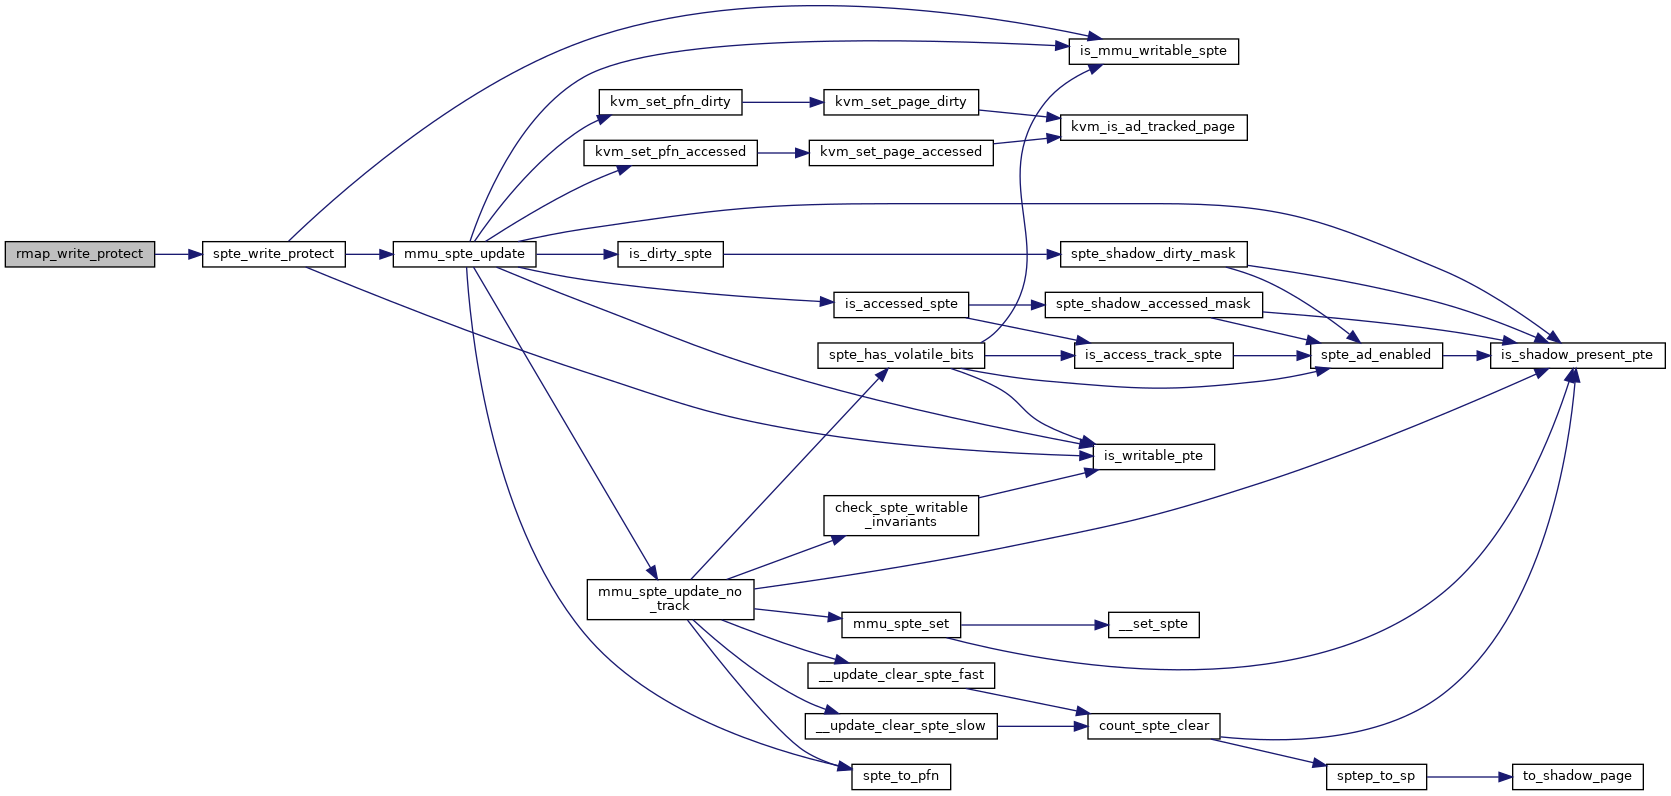 is_mmu_writable_spte
kvm_set_pfn_dirty
kvm_set_page_dirty
kvm_is_ad_tracked_page
kvm_set_pfn_accessed
kvm_set_page_accessed
rmap_write_protect
spte_write_protect
mmu_spte_update
is_dirty_spte
spte_shadow_dirty_mask
is_accessed_spte
spte_shadow_accessed_mask
spte_has_volatile_bits
is_access_track_spte
spte_ad_enabled
is_shadow_present_pte
is_writable_pte
check_spte_writable
_invariants
mmu_spte_update_no
_track
mmu_spte_set
__set_spte
__update_clear_spte_fast
__update_clear_spte_slow
count_spte_clear
spte_to_pfn
sptep_to_sp
to_shadow_page